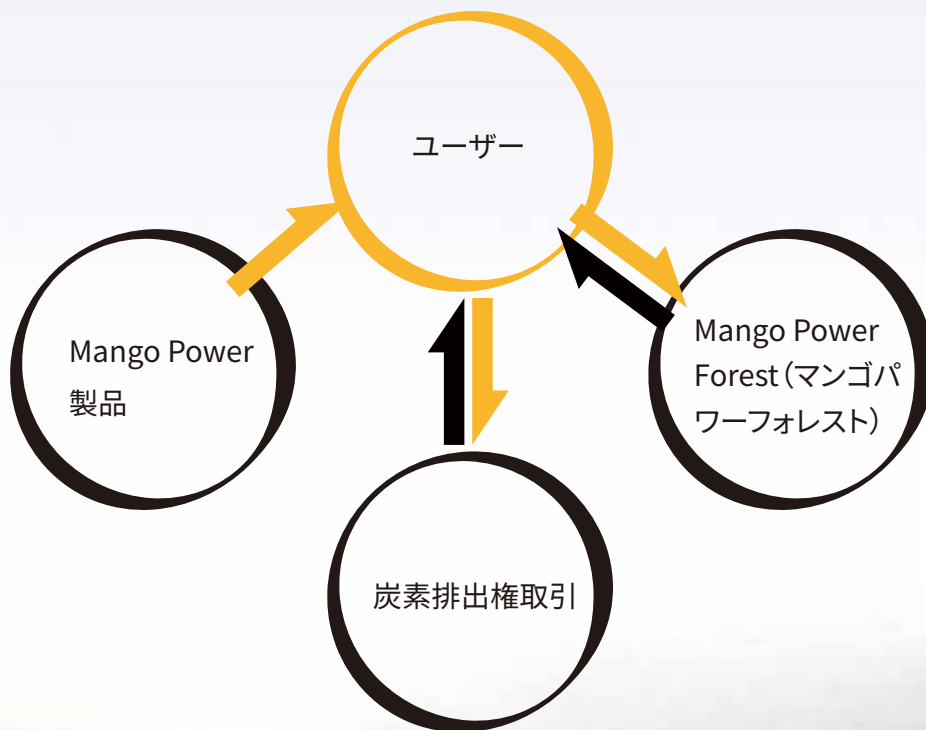 ユーザー
Mango Power
製品
Mango Power
Forest（マンゴパ
ワーフォレスト）
炭素排出権取引